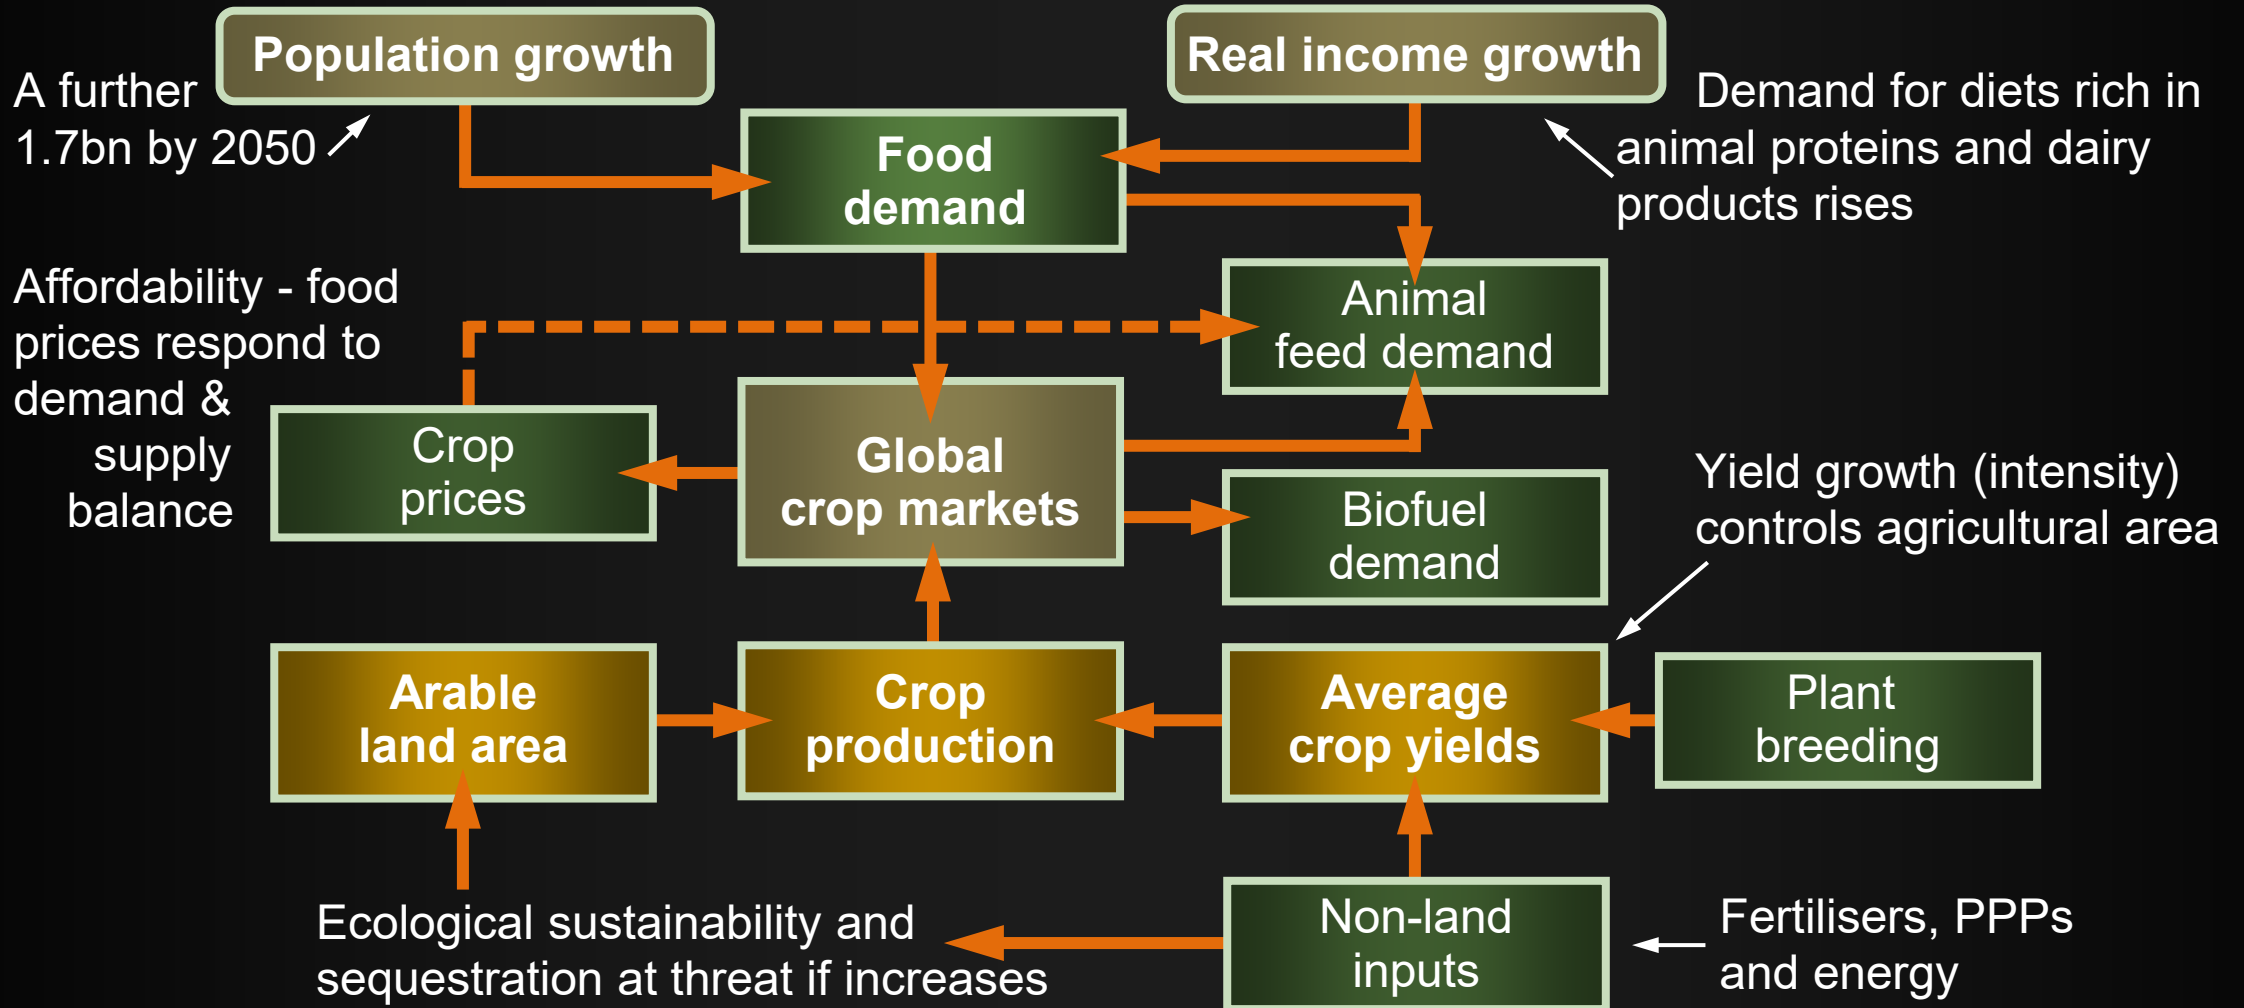 Population growth
Real income growth
A further
1.7bn by 2050
Demand for diets rich in
animal proteins and dairy
products rises
Food
demand
Affordability - food
prices respond to
demand &
supply
balance
Animal
feed demand
Crop
prices
Global
crop markets
Biofuel
demand
Yield growth (intensity)
controls agricultural area
Arable
land area
Crop
production
Average
crop yields
Plant
breeding
Ecological sustainability and
sequestration at threat if increases
Non-land
inputs
Fertilisers, PPPs
and energy